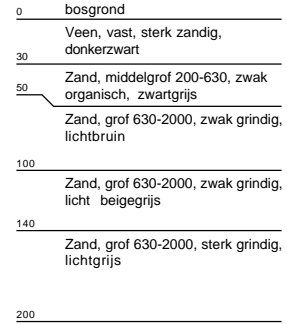 0 bosgrond
Veen, vast, sterk zandig,
donkerzwart
30
Zand, middelgrof 200-630, zwak
organisch, zwartgrijs
50
Zand, grof 630-2000, zwak grindig,
lichtbruin
100
Zand, grof 630-2000, zwak grindig,
licht beigegrijs
140
Zand, grof 630-2000, sterk grindig,
lichtgrijs
200